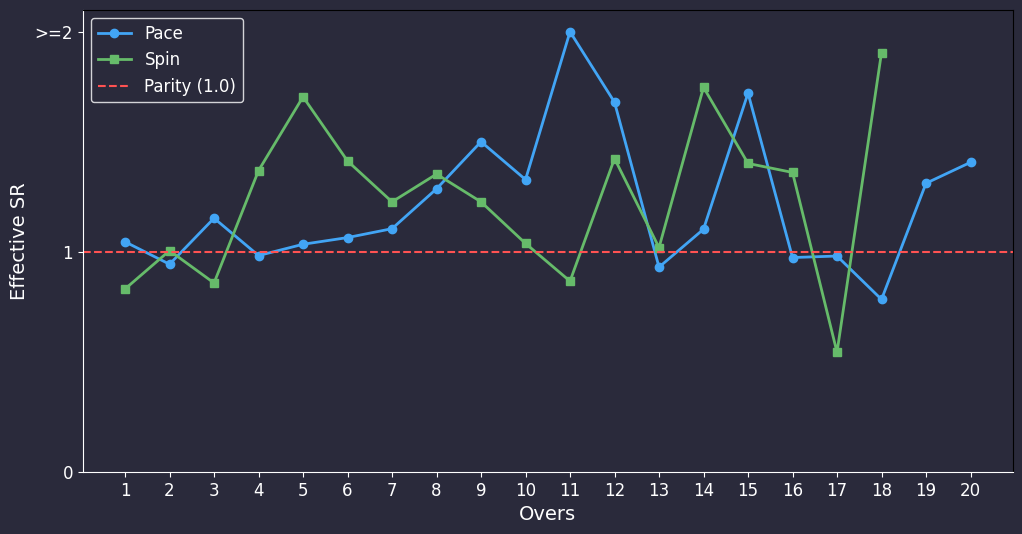 >=2
1
0
Effective SR
Pace
Spin
Parity (1.0)
1 2 3 4 5 6 7 8 9 10 11 12 13 14 15 16 17 18 19 20
Overs